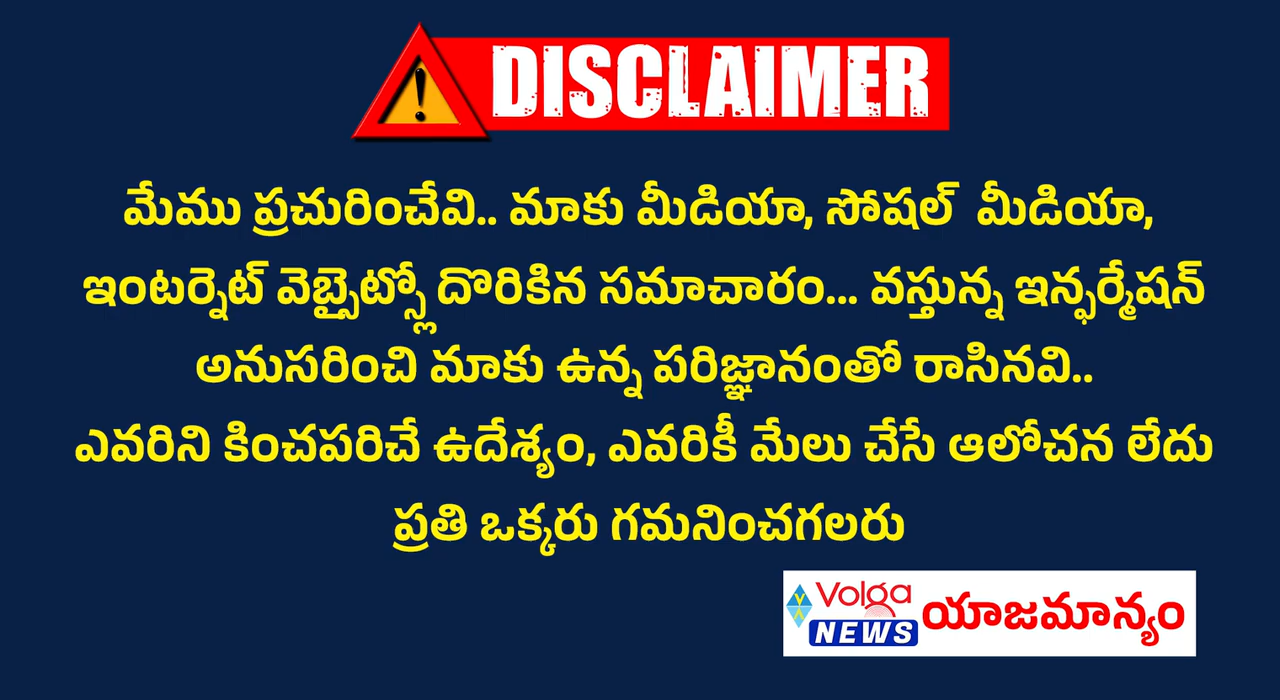 DISCLAIMER
మేము ప్రచురించేవి.. మాకు మీడియా, సోషల్ మీడియా,
ఇంటర్నెట్ వెబ్సైట్స్లో దొరికిన సమాచారం... వస్తున్న ఇన్ఫర్మేషన్
అనుసరించి మాకు ఉన్న పరిజ్ఞానంతో రాసినవి..
ఎవరిని కించపరిచే ఉదేశ్యం, ఎవరికీ మేలు చేసే ఆలోచన లేదు
ప్రతి ఒక్కరు గమనించగలరు
Volga
NEWS యాజమాన్యం